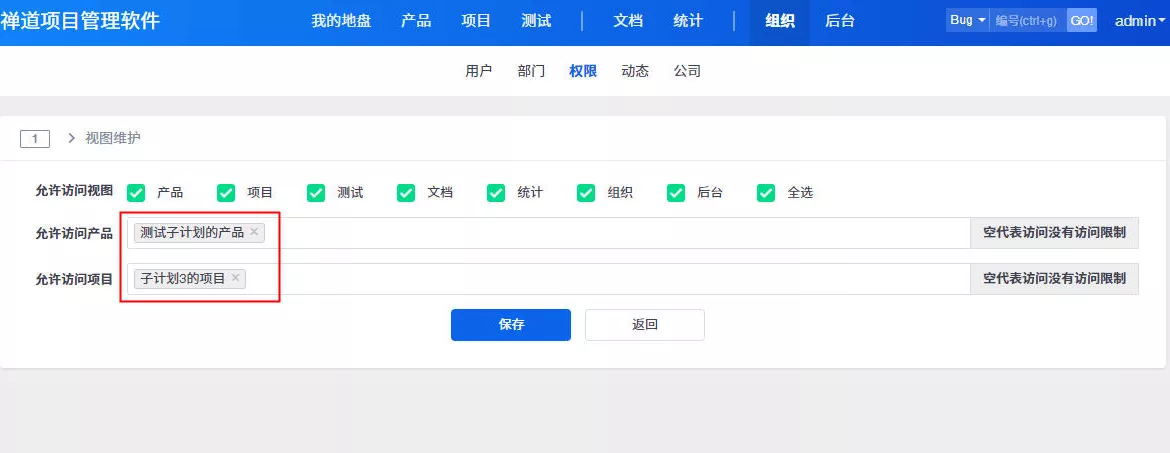 禅道项目管理软件 我的地盘 产品 项目 测试 文档 统计 组织 后台 Bug 编号(ctrl+g) GO! admin
用户 部门 权限 动态 公司
1 视图维护
允许访问视图 产品 项目 测试 文档 统计 组织 后台 全选
允许访问产品 测试子计划的产品 × 空代表访问没有访问限制
允许访问项目 子计划3的项目 × 空代表访问没有访问限制
保存 返回